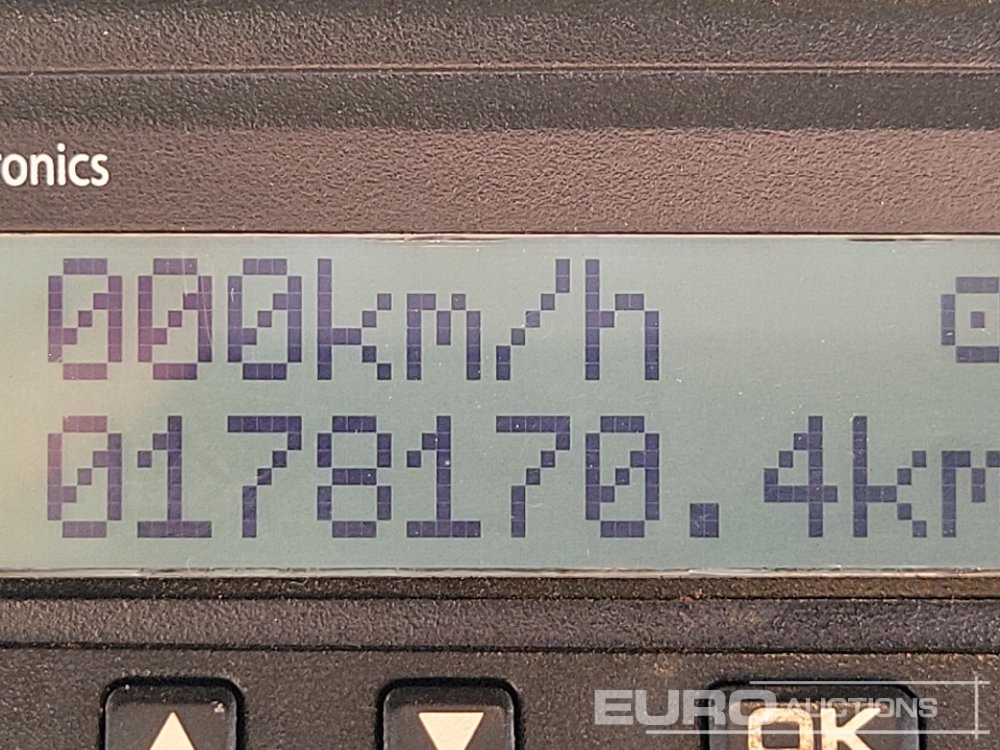 ronics
000km/h
0178170.4km
OK
EURO AUCTIONS